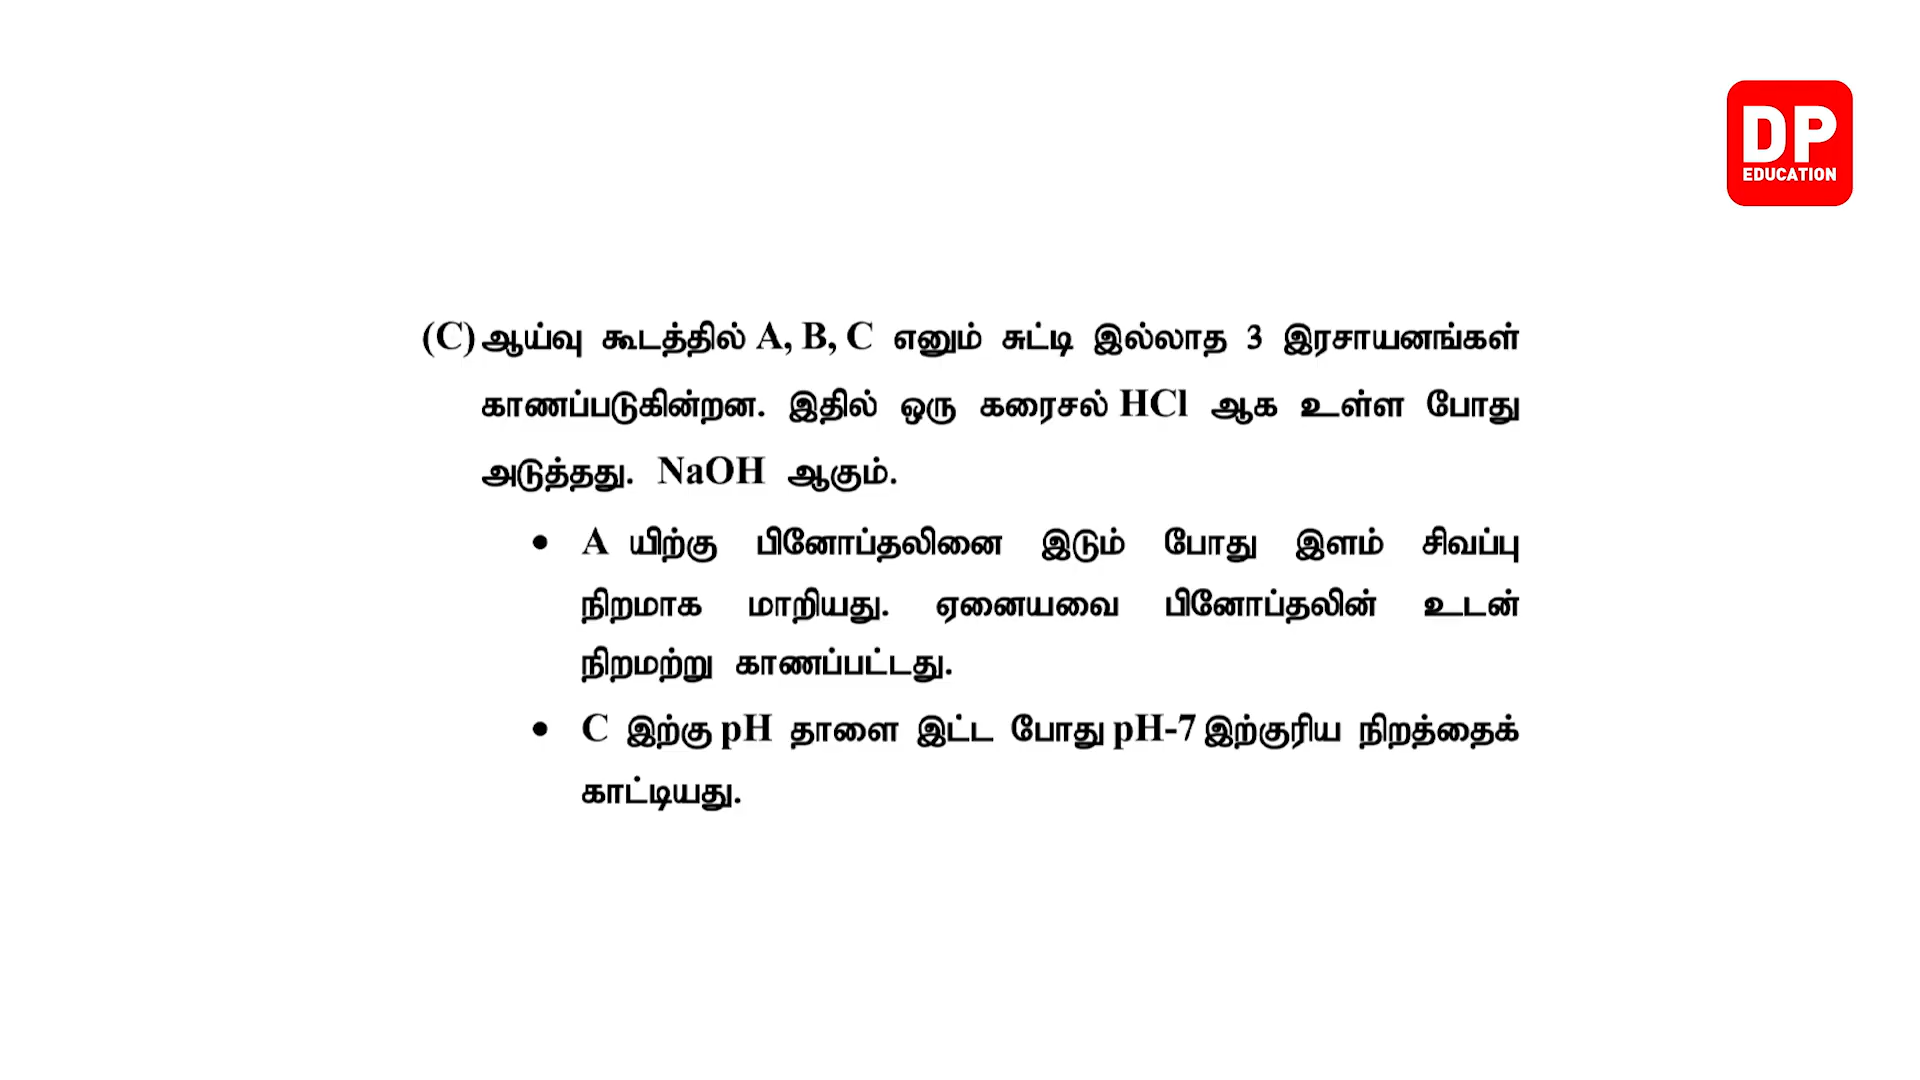 DP
EDUCATION
(C) ஆய்வு கூடத்தில் A, B, C எனும் சுட்டி இல்லாத 3 இரசாயனங்கள்
காணப்படுகின்றன. இதில் ஒரு கரைசல் HCl ஆக உள்ள போது
அடுத்தது. NaOH ஆகும்.
• A யிற்கு பினோப்தலினை இடும் போது இளம் சிவப்பு
நிறமாக மாறியது. ஏனையவை பினோப்தலின் உடன்
நிறமற்று காணப்பட்டது.
• C இற்கு pH தாளை இட்ட போது pH-7 இற்குரிய நிறத்தைக்
காட்டியது.